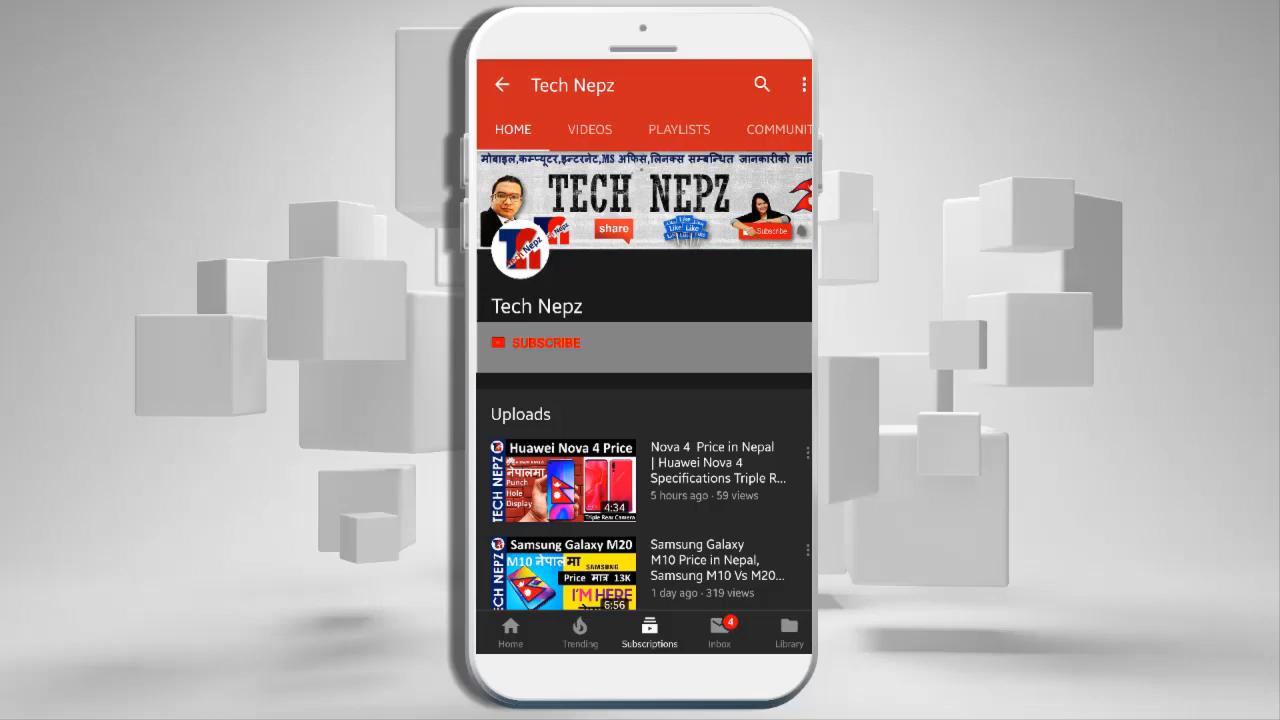 Tech Nepz
HOME VIDEOS PLAYLISTS COMMUNIT
मोबाइल,कम्प्यूटर,इन्टरनेट,MS अफिस,लिनक्स सम्बन्धित जानकारीको लागि
TECH NEPZ
share
Like! Like! Like!
Subscribe
Nepz
Tech Nepz
SUBSCRIBE
Uploads
TECH NEPZ
Huawei Nova 4 Price
नेपालमा
Punch
Hole
Display
4:34
Triple Rear Camera
Nova 4 Price in Nepal
| Huawei Nova 4
Specifications Triple R...
5 hours ago · 59 views
TECH NEPZ
Samsung Galaxy M20
M10 नेपाल मा
SAMSUNG
Price मात्र 13K
I'M HERE
6:56
Samsung Galaxy
M10 Price in Nepal,
Samsung M10 Vs M20...
1 day ago · 319 views
Home Trending Subscriptions Inbox 4 Library